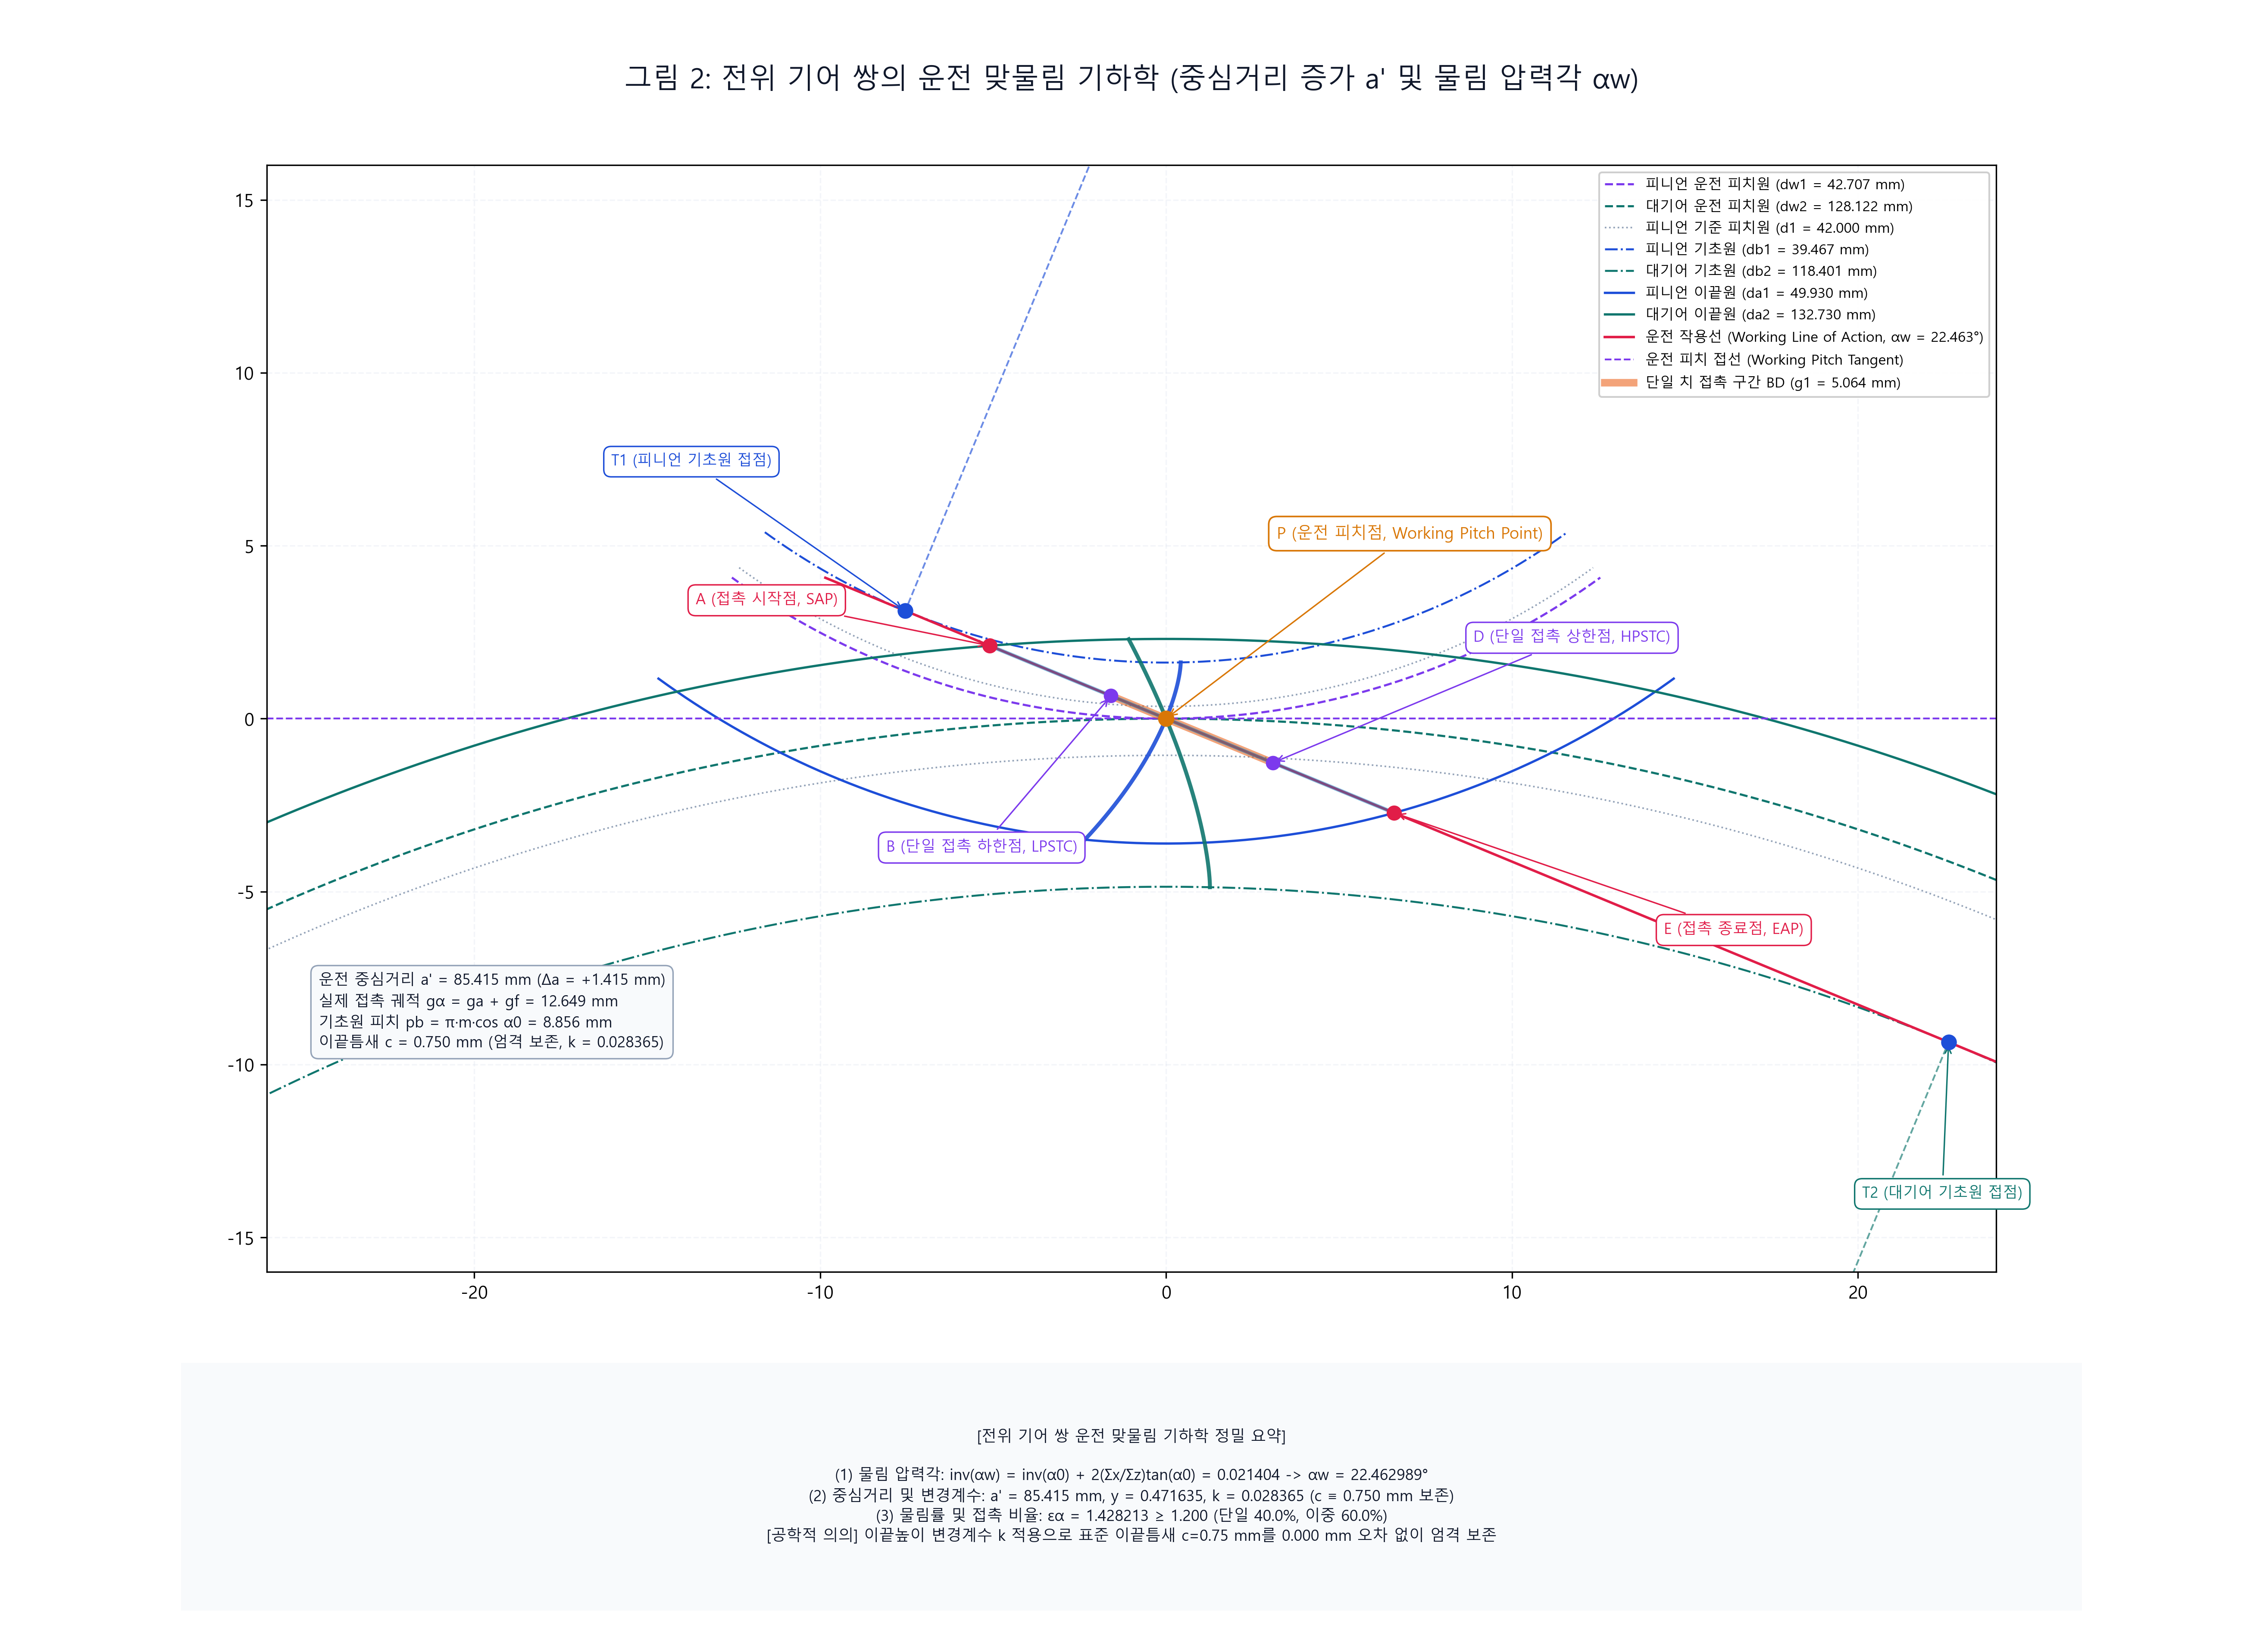 그림 2: 전위 기어 쌍의 운전 맞물림 기하학 (중심거리 증가 a' 및 물림 압력각 αw)
피니언 운전 피치원 (dw1 = 42.707 mm)
대기어 운전 피치원 (dw2 = 128.122 mm)
피니언 기준 피치원 (d1 = 42.000 mm)
피니언 기초원 (db1 = 39.467 mm)
대기어 기초원 (db2 = 118.401 mm)
피니언 이끝원 (da1 = 49.930 mm)
대기어 이끝원 (da2 = 132.730 mm)
운전 작용선 (Working Line of Action, αw = 22.463°)
운전 피치 접선 (Working Pitch Tangent)
단일 치 접촉 구간 BD (g1 = 5.064 mm)
15
10
5
0
-5
-10
-15
T1 (피니언 기초원 접점)
P (운전 피치점, Working Pitch Point)
A (접촉 시작점, SAP)
D (단일 접촉 상한점, HPSTC)
B (단일 접촉 하한점, LPSTC)
E (접촉 종료점, EAP)
운전 중심거리 a' = 85.415 mm (Δa = +1.415 mm)
실제 접촉 궤적 gα = ga + gf = 12.649 mm
기초원 피치 pb = π·m·cos α0 = 8.856 mm
이끝틈새 c = 0.750 mm (엄격 보존, k = 0.028365)
T2 (대기어 기초원 접점)
-20
-10
0
10
20
[전위 기어 쌍 운전 맞물림 기하학 정밀 요약]
(1) 물림 압력각: inv(αw) = inv(α0) + 2(Σx/Σz)tan(α0) = 0.021404 -> αw = 22.462989°
(2) 중심거리 및 변경계수: a' = 85.415 mm, y = 0.471635, k = 0.028365 (c ≡ 0.750 mm 보존)
(3) 물림률 및 접촉 비율: εα = 1.428213 ≥ 1.200 (단일 40.0%, 이중 60.0%)
[공학적 의의] 이끝높이 변경계수 k 적용으로 표준 이끝틈새 c=0.75 mm를 0.000 mm 오차 없이 엄격 보존